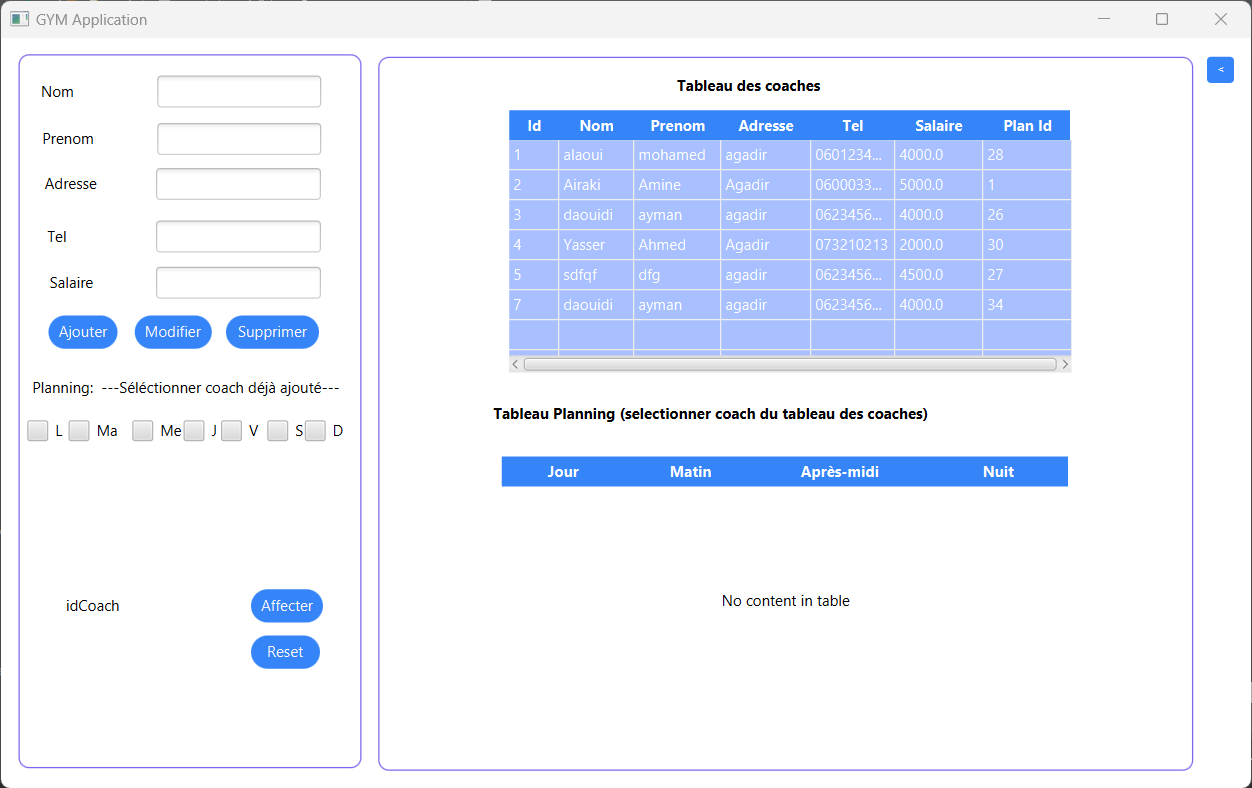 GYM Application
Nom
Prenom
Adresse
Tel
Salaire
Ajouter Modifier Supprimer
Planning: ---Séléctionner coach déjà ajouté---
L Ma Me J V S D
idCoach Affecter
Reset
<
Tableau des coaches
Id Nom Prenom Adresse Tel Salaire Plan Id
1 alaoui mohamed agadir 0601234... 4000.0 28
2 Airaki Amine Agadir 0600033... 5000.0 1
3 daouidi ayman agadir 0623456... 4000.0 26
4 Yasser Ahmed Agadir 073210213 2000.0 30
5 sdfqf dfg agadir 0623456... 4500.0 27
7 daouidi ayman agadir 0623456... 4000.0 34
Tableau Planning (selectionner coach du tableau des coaches)
Jour Matin Après-midi Nuit
No content in table